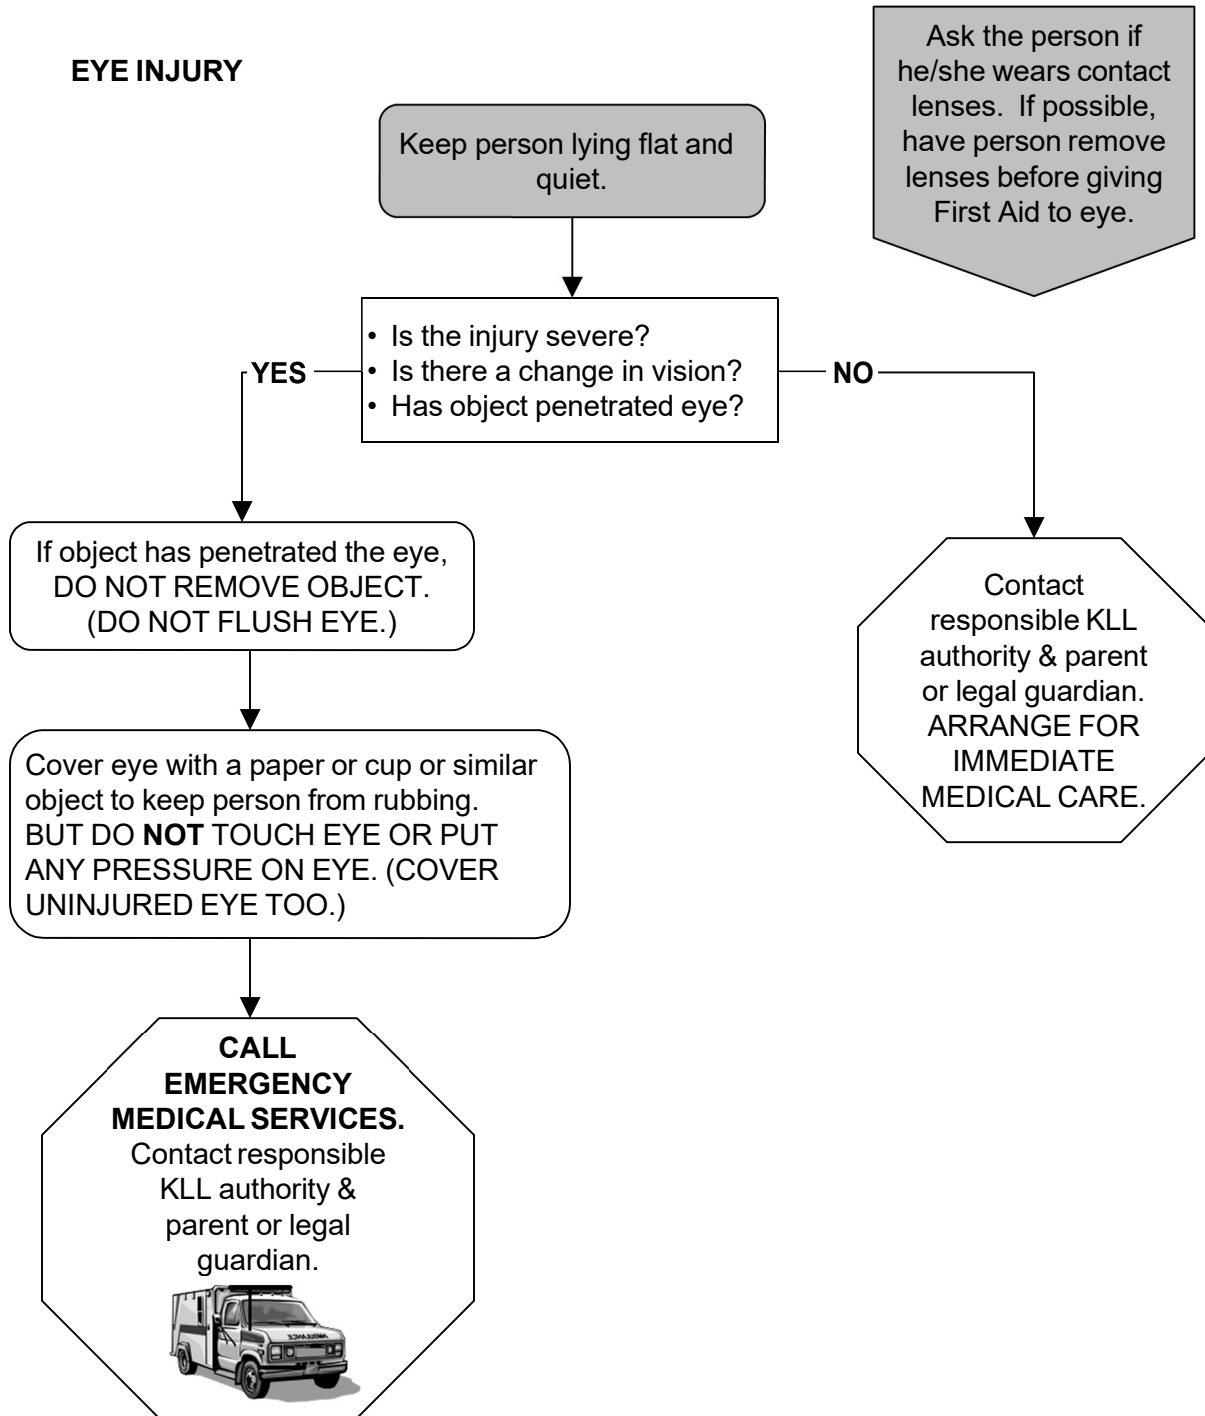 EYE INJURY
Ask the person if
he/she wears contact
lenses. If possible,
have person remove
lenses before giving
First Aid to eye.
Keep person lying flat and
quiet.
• Is the injury severe?
• Is there a change in vision?
• Has object penetrated eye?
YES
NO
If object has penetrated the eye,
DO NOT REMOVE OBJECT.
(DO NOT FLUSH EYE.)
Contact
responsible KLL
authority & parent
or legal guardian.
ARRANGE FOR
IMMEDIATE
MEDICAL CARE.
Cover eye with a paper or cup or similar
object to keep person from rubbing.
BUT DO NOT TOUCH EYE OR PUT
ANY PRESSURE ON EYE. (COVER
UNINJURED EYE TOO.)
CALL
EMERGENCY
MEDICAL SERVICES.
Contact responsible
KLL authority &
parent or legal
guardian.